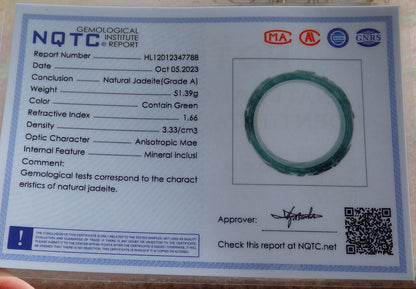 NQTC
GEMOLOGICAL
INSTITUTE
© REPORT
MA
GNRS
Report Number HL12012347788
Date Oct 05,2023
Conclusion Natural Jadeite(Grade A)
Weight 51.39g
Color Contain Green
Refractive Index 1.66
Density 3.33/cm3
Optic Character Anisotropic Mae
Internal Feature Mineral Inclusi
Comment:
Gemological tests correspond to the charact
eristics of natural jadeite.
Approver:
Check this report at NQTC.net
!